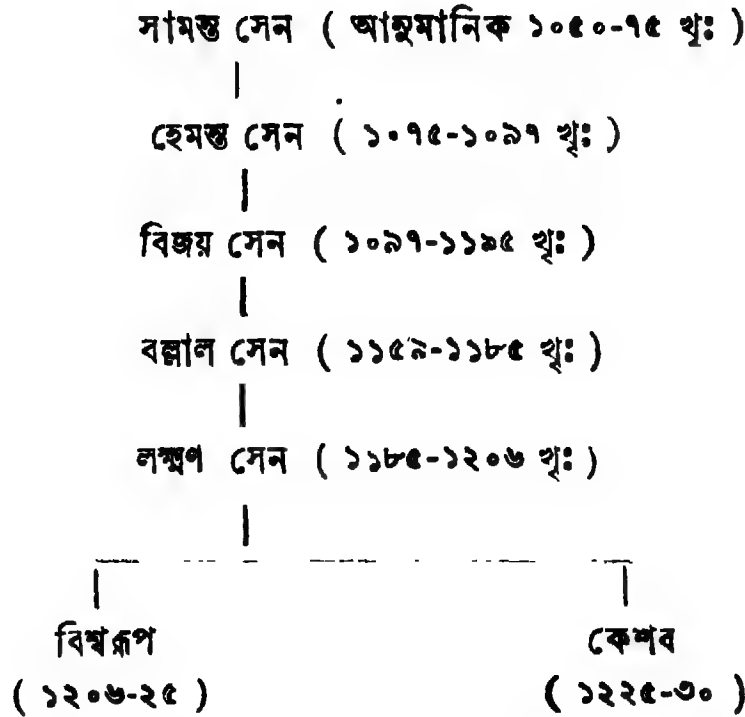 সামন্ত সেন ( আনুমানিক ১০৫০-৭৫ খৃঃ )
হেমন্ত সেন ( ১০৭৫-১০৯৭ খৃঃ )
বিজয় সেন ( ১০৯৭-১১৯৫ খৃঃ )
বল্লাল সেন ( ১১৫৯-১১৮৫ খৃঃ )
লক্ষ্মণ সেন ( ১১৮৫-১২০৬ খৃঃ )
বিশ্বরূপ কেশব
( ১২০৬-২৫ ) ( ১২২৫-৩০ )